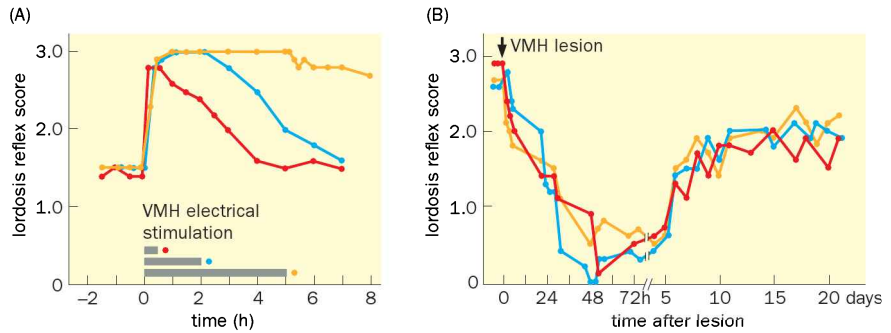 (A)
(B)
lordosis reflex score
3.0
2.0
1.0
0
VMH electrical
stimulation
−2 0 2 4 6 8
time (h)
lordosis reflex score
3.0
2.0
1.0
0
VMH lesion
0 24 48 72h 5 10 15 20 days
time after lesion